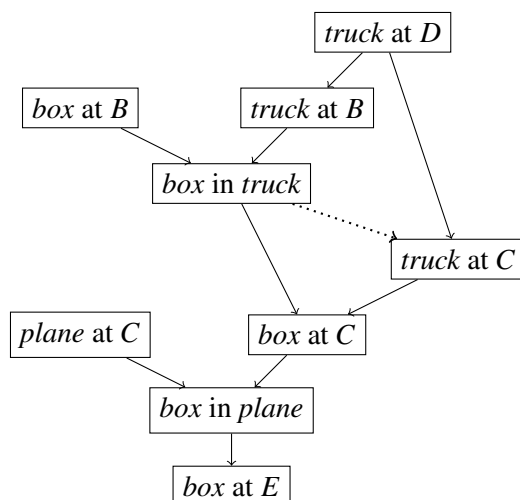 truck at D
box at B
truck at B
box in truck
truck at C
plane at C
box at C
box in plane
box at E